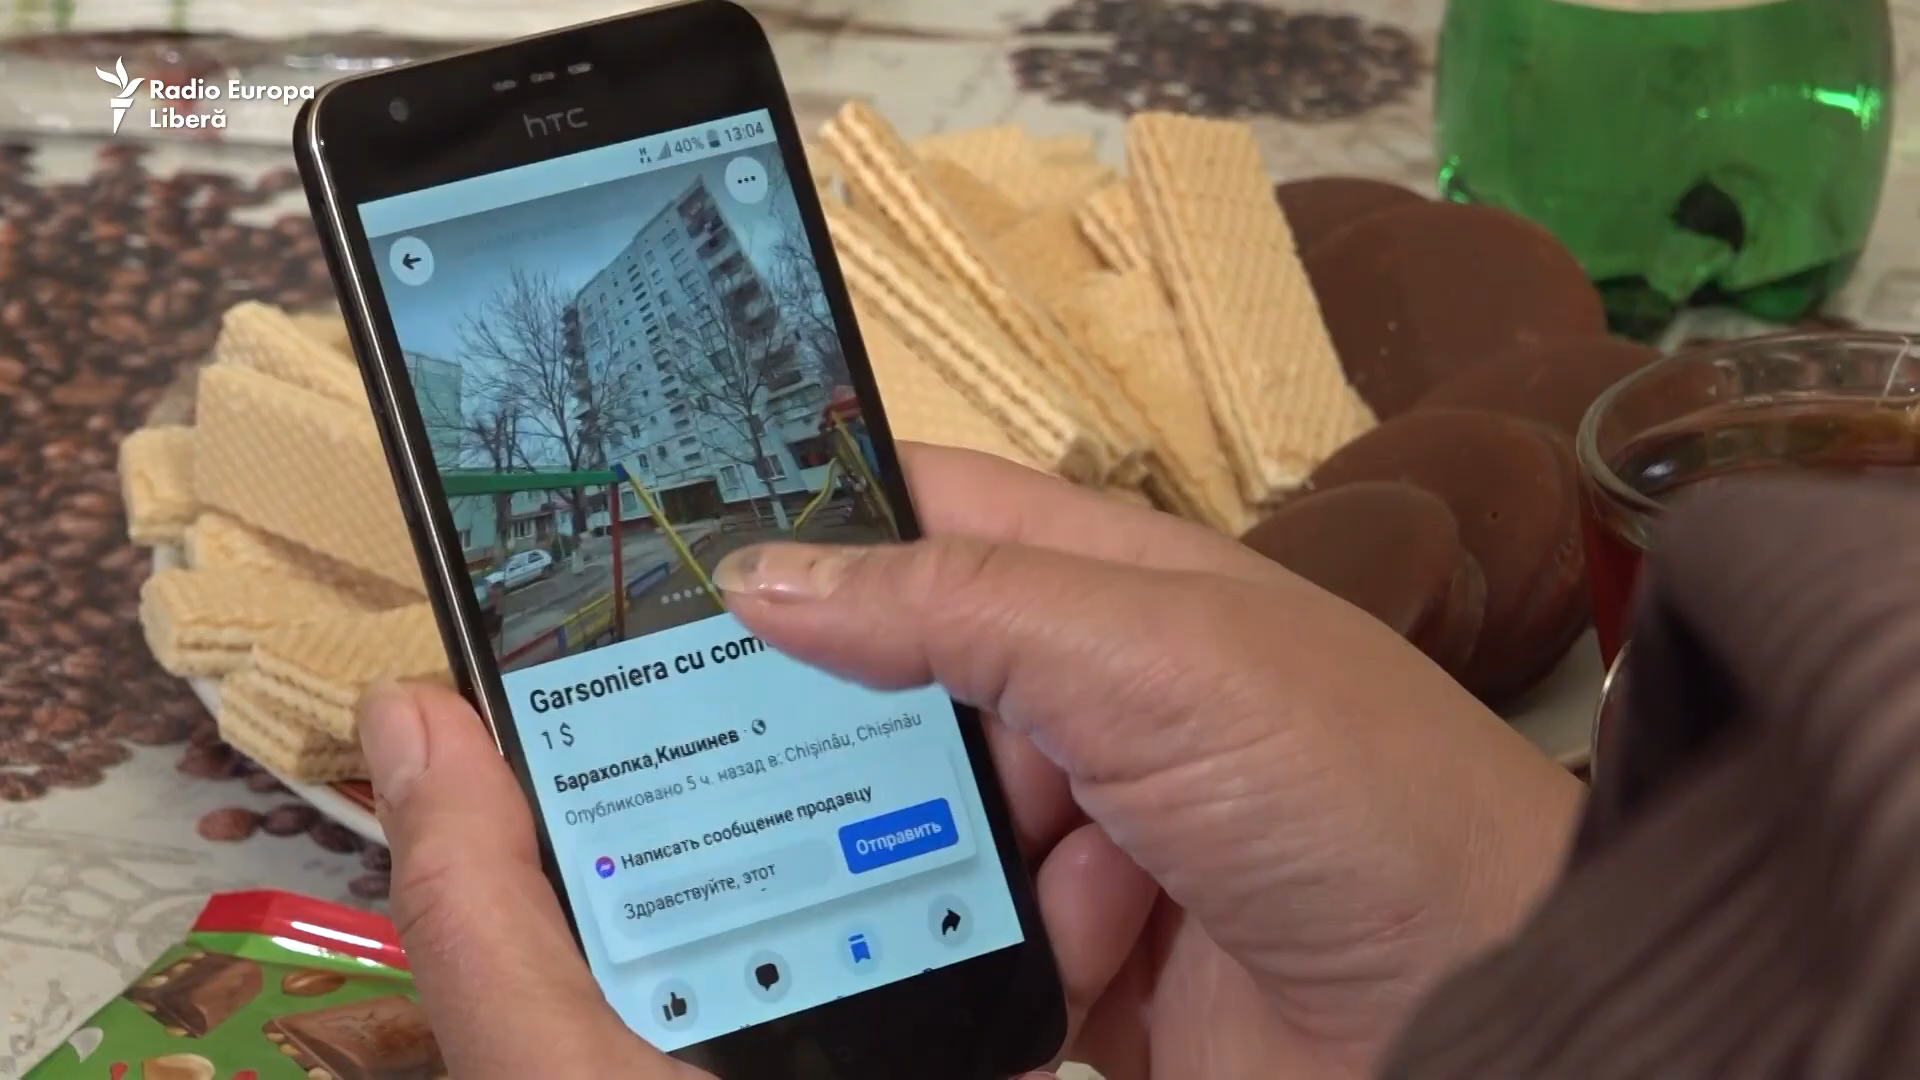 Radio Europa
Liberă
hTC
40% 13:04
Garsoniera cu com
1 $
Барахолка,Кишинев ·
Опубликовано 5 ч. назад в: Chișinău, Chișinău
Написать сообщение продавцу
Здравствуйте, этот
Отправить